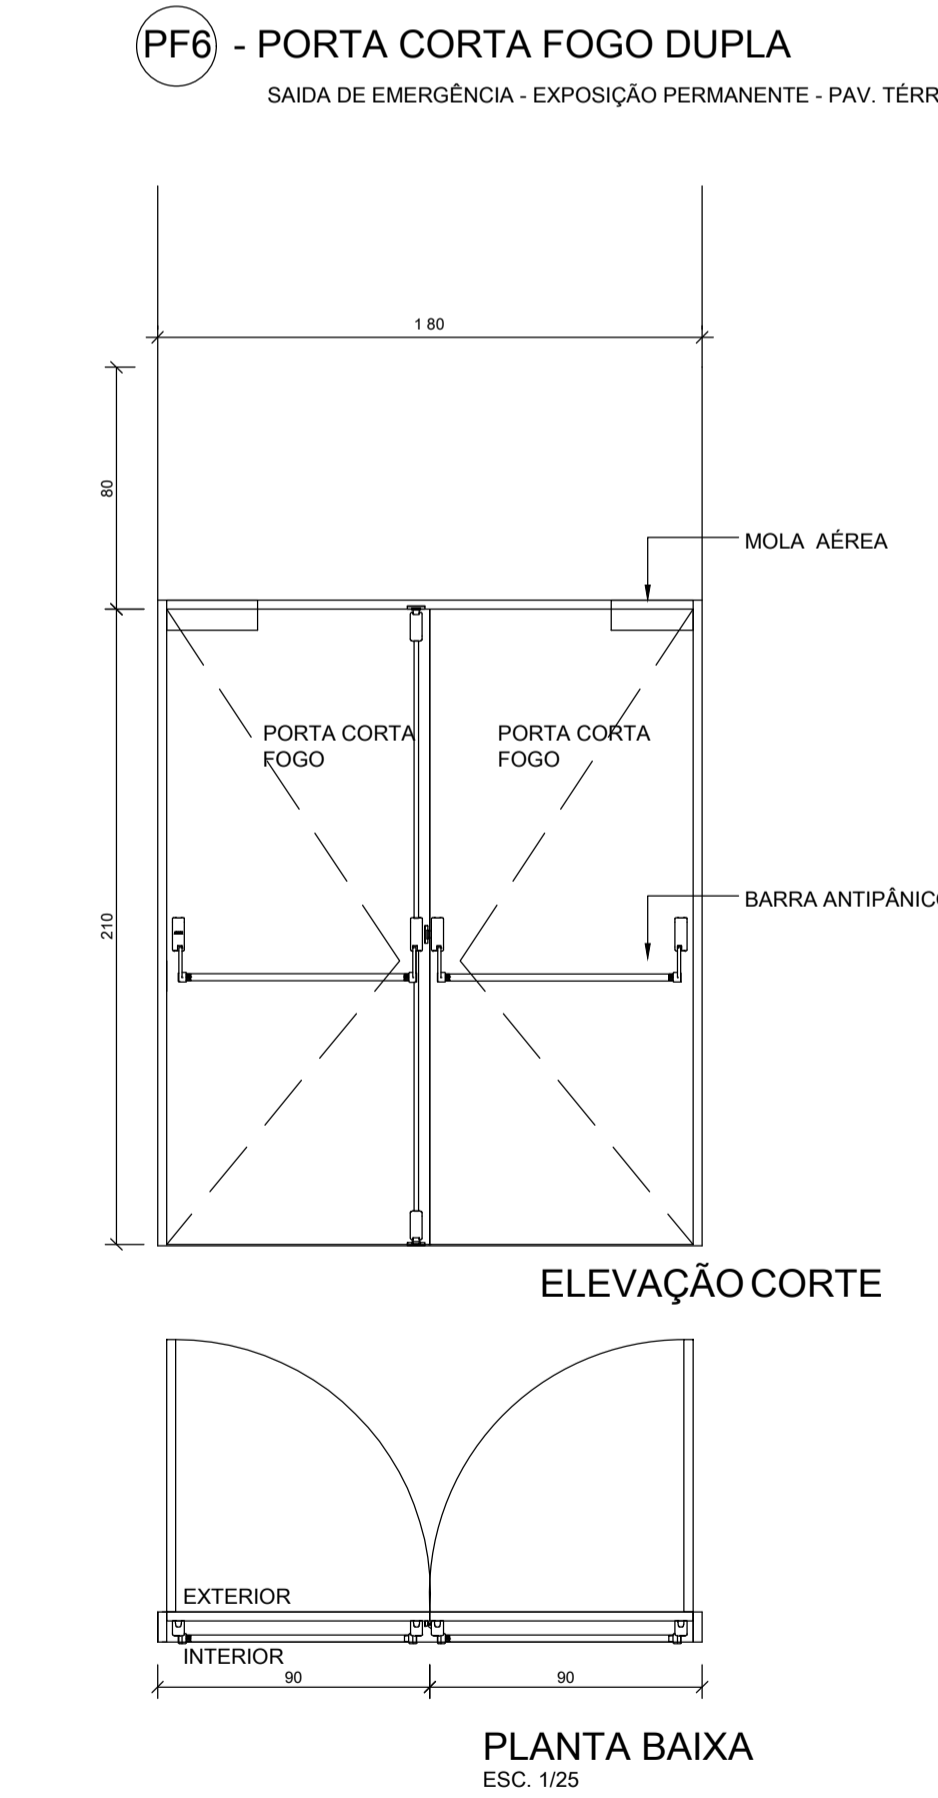 PF6 - PORTA CORTA FOGO DUPLA
SAIDA DE EMERGÊNCIA - EXPOSIÇÃO PERMANENTE - PAV. TÉRR
1 80
80
MOLA AÉREA
PORTA CORTA
FOGO
PORTA CORTA
FOGO
BARRA ANTIPÂNICO
210
ELEVAÇÃO CORTE
EXTERIOR
INTERIOR
90
90
PLANTA BAIXA
ESC. 1/25